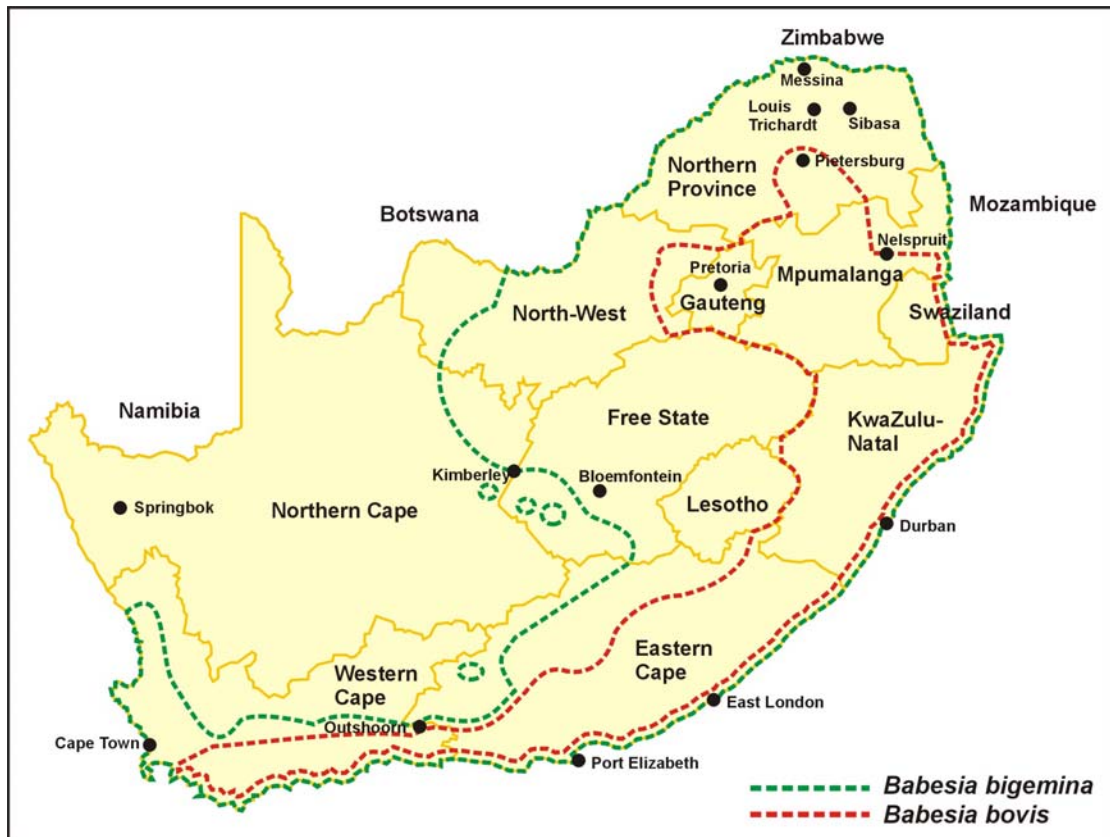 Zimbabwe
Messina
Louis
Trichardt
Sibasa
Pietersburg
Northern
Province
Mozambique
Botswana
Nelspruit
Pretoria
Mpumalanga
Gauteng
North-West
Swaziland
Namibia
Free State
KwaZulu-
Natal
Kimberley
Bloemfontein
Lesotho
Springbok
Northern Cape
Durban
Eastern
Cape
Western
Cape
East London
Outshoorn
Cape Town
Port Elizabeth
Babesia bigemina
Babesia bovis